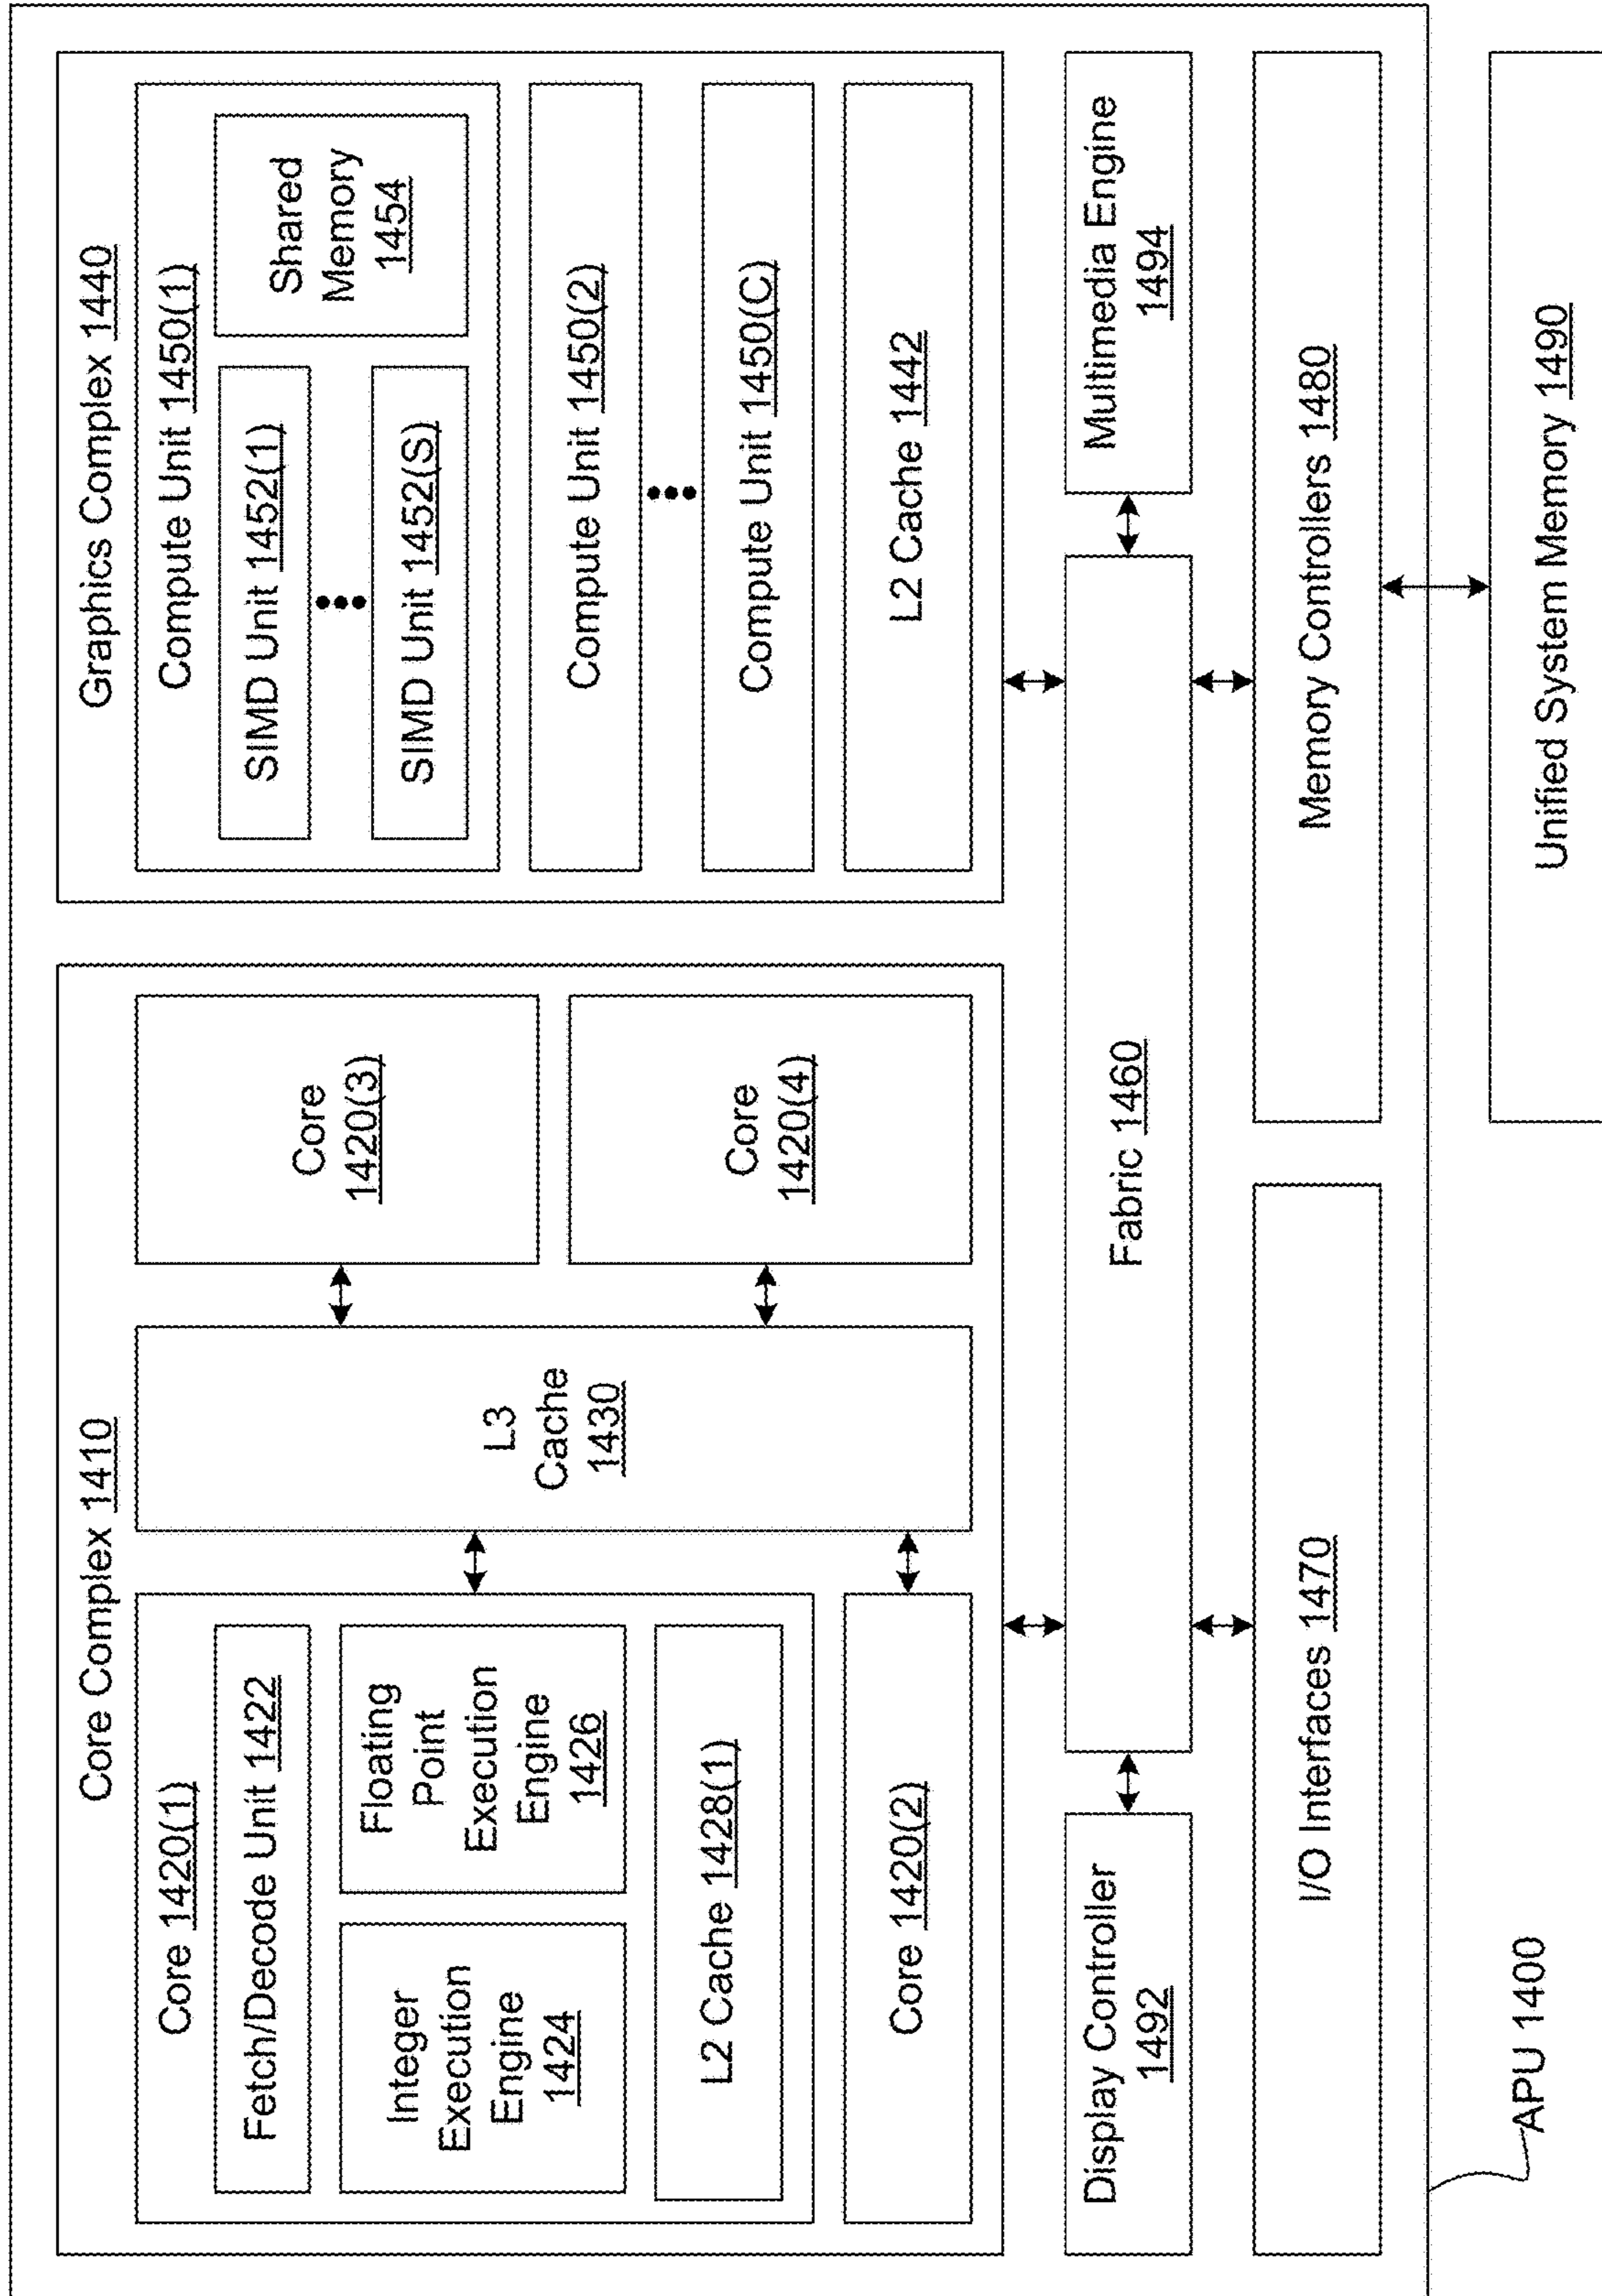 Core Complex 1410
Core 1420(1)
Fetch/Decode Unit 1422
Integer
Execution
Engine
1424
Floating
Point
Execution
Engine
1426
L2 Cache 1428(1)
Core 1420(2)
L3
Cache
1430
Core
1420(3)
Core
1420(4)
Graphics Complex 1440
Compute Unit 1450(1)
SIMD Unit 1452(1)
SIMD Unit 1452(S)
Shared
Memory
1454
Compute Unit 1450(2)
Compute Unit 1450(C)
L2 Cache 1442
Display Controller
1492
Fabric 1460
Multimedia Engine
1494
I/O Interfaces 1470
Memory Controllers 1480
APU 1400
Unified System Memory 1490